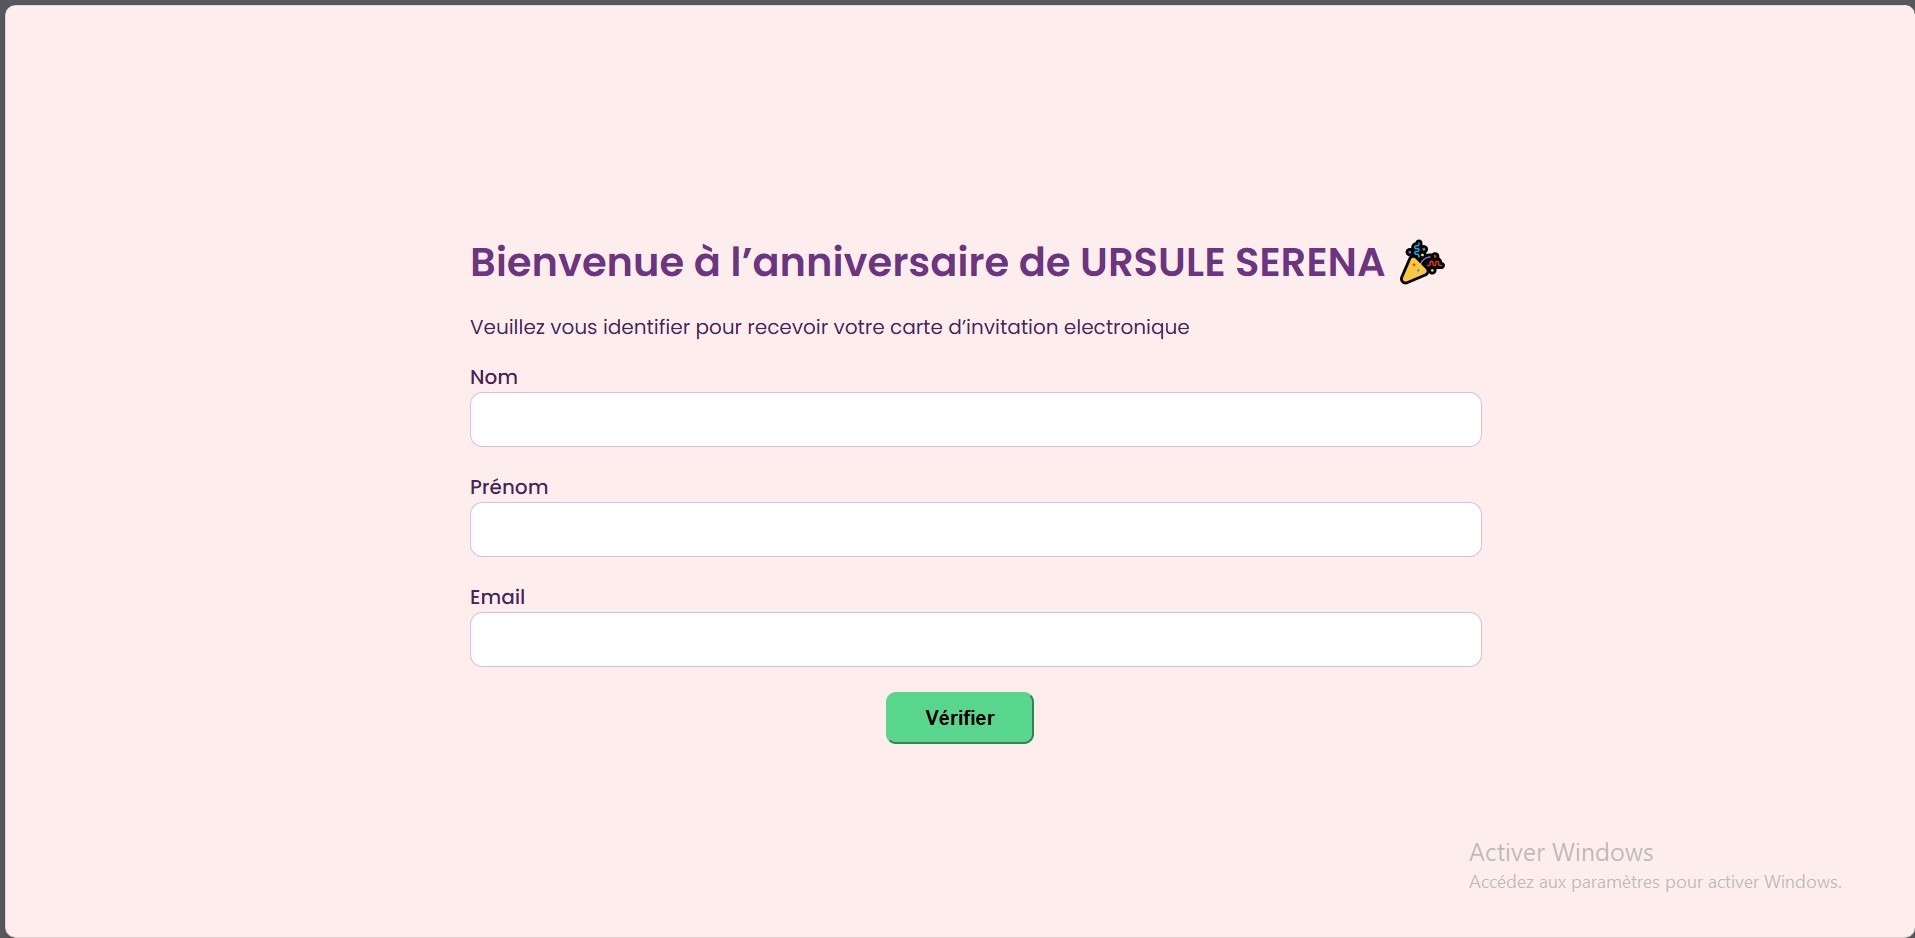 Bienvenue à l’anniversaire de URSULE SERENA 🎉
Veuillez vous identifier pour recevoir votre carte d’invitation electronique
Nom
Prénom
Email
Vérifier
Activer Windows
Accédez aux paramètres pour activer Windows.